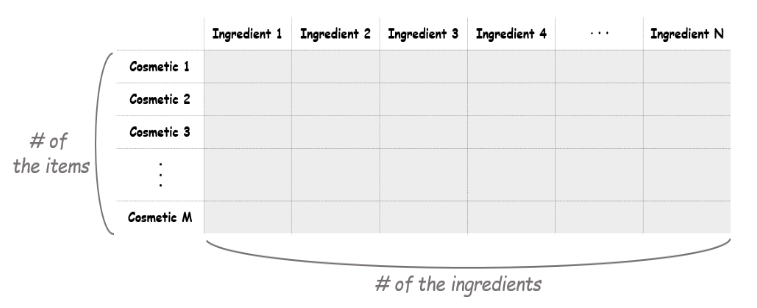 Ingredient 1 Ingredient 2 Ingredient 3 Ingredient 4 ... Ingredient N
Cosmetic 1
Cosmetic 2
Cosmetic 3
⋮
Cosmetic M
# of
the items
# of the ingredients